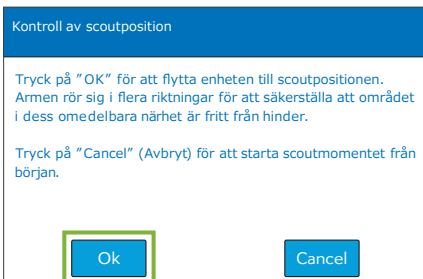 Kontroll av scoutposition
Tryck på ”OK” för att flytta enheten till scoutpositionen.
Armen rör sig i flera riktningar för att säkerställa att området
i dess omedelbara närhet är fritt från hinder.
Tryck på ”Cancel” (Avbryt) för att starta scoutmomentet från
början.
Ok
Cancel